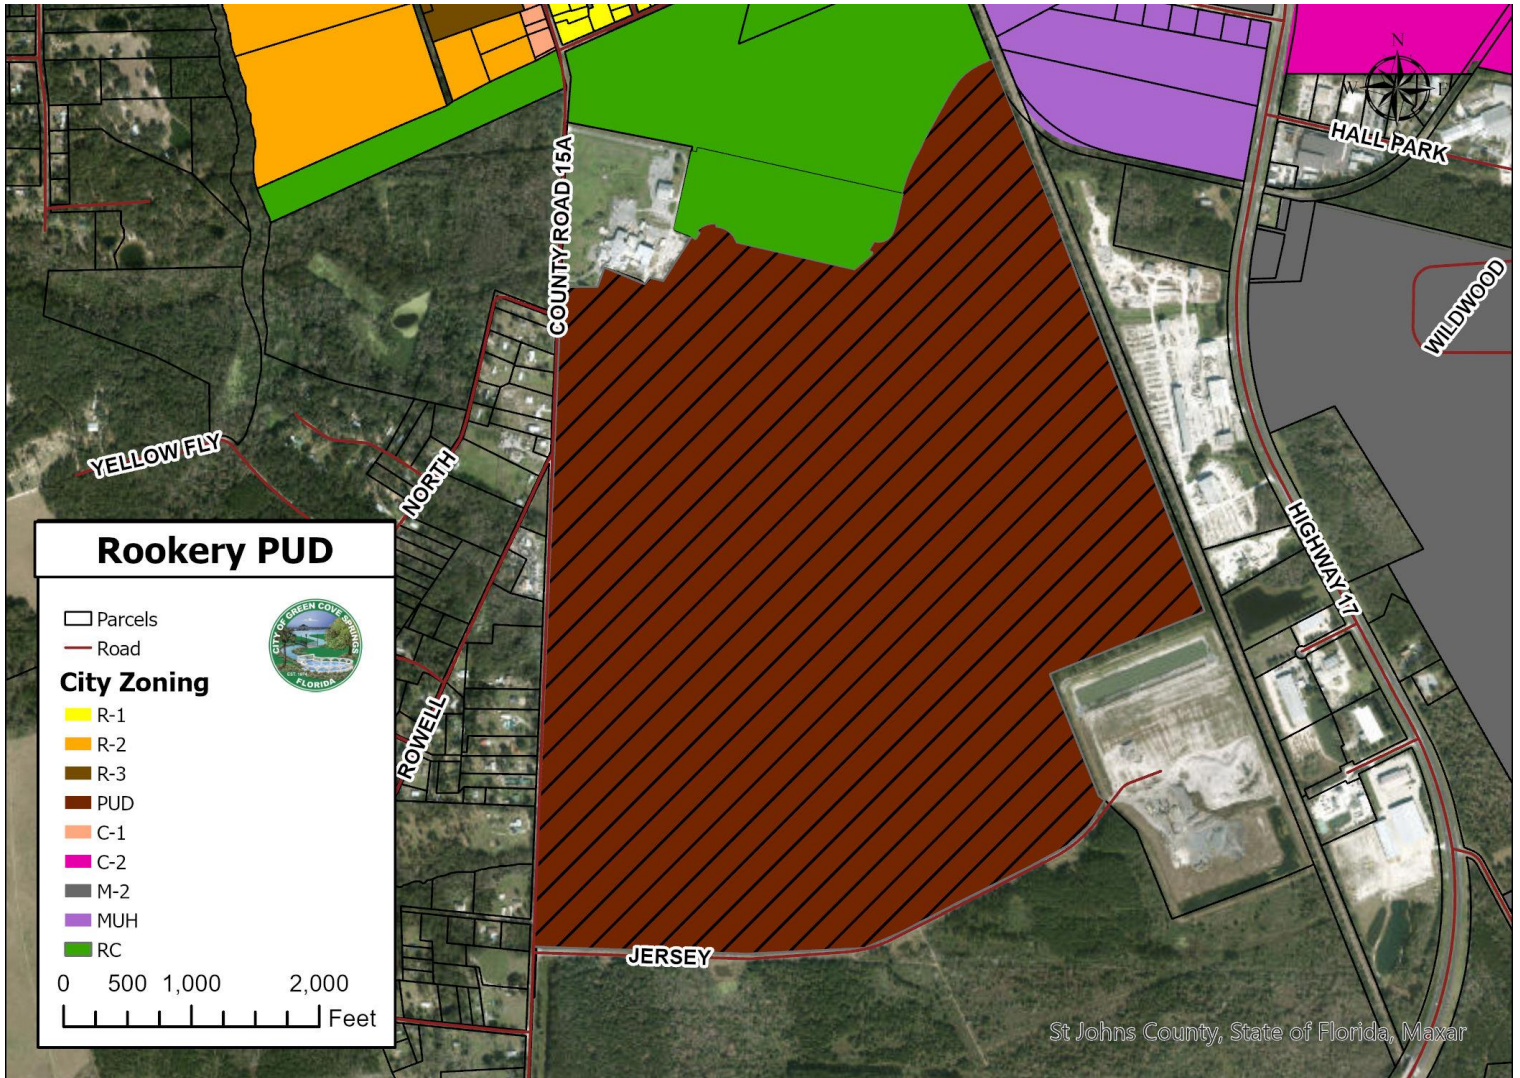 N
W
E
HALL PARK
COUNTY ROAD 15A
WILDWOOD
YELLOW FLY
NORTH
HIGHWAY 17
Rookery PUD
Parcels
Road
CITY OF GREEN COVE SPRINGS
EST. 1874
FLORIDA
City Zoning
R-1
R-2
R-3
PUD
C-1
C-2
M-2
MUH
RC
0 500 1,000 2,000
Feet
ROWELL
JERSEY
St Johns County, State of Florida, Maxar